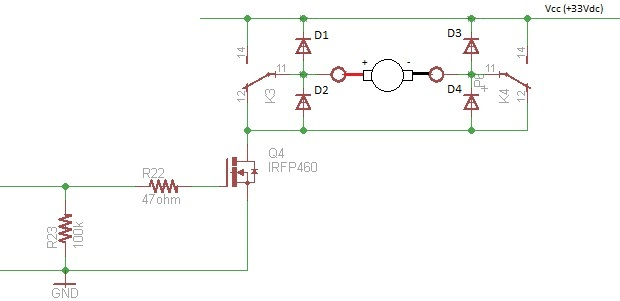 Vcc (+33Vdc)
D1
D3
14
14
+
-
11
11
K3
12
D2
D4
K4
12
Q4
IRFP460
R22
47ohm
R23
100k
GND